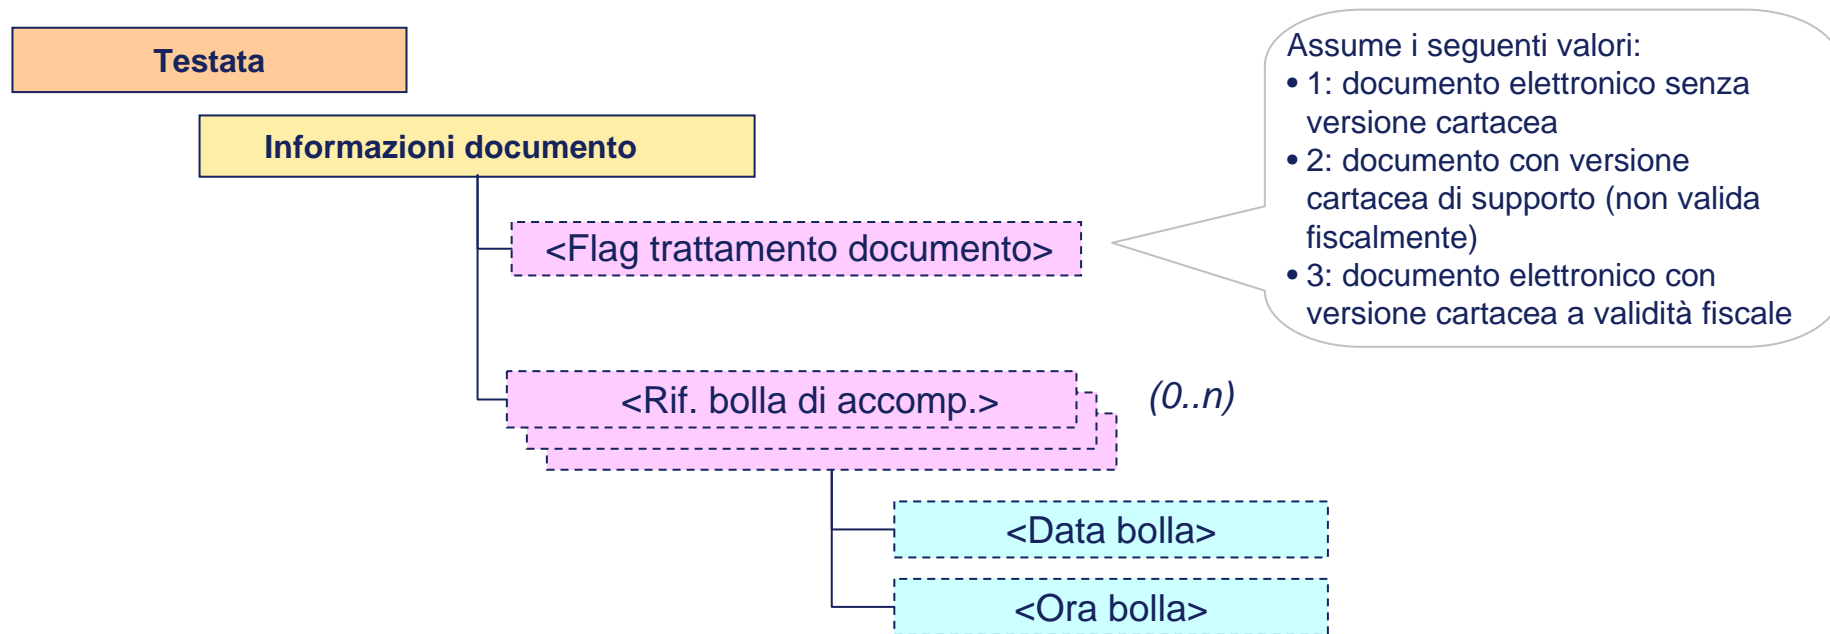 Testata
Informazioni documento
<Flag trattamento documento>
Assume i seguenti valori:
• 1: documento elettronico senza
versione cartacea
• 2: documento con versione
cartacea di supporto (non valida
fiscalmente)
• 3: documento elettronico con
versione cartacea a validità fiscale
<Rif. bolla di accomp.>
(0..n)
<Data bolla>
<Ora bolla>